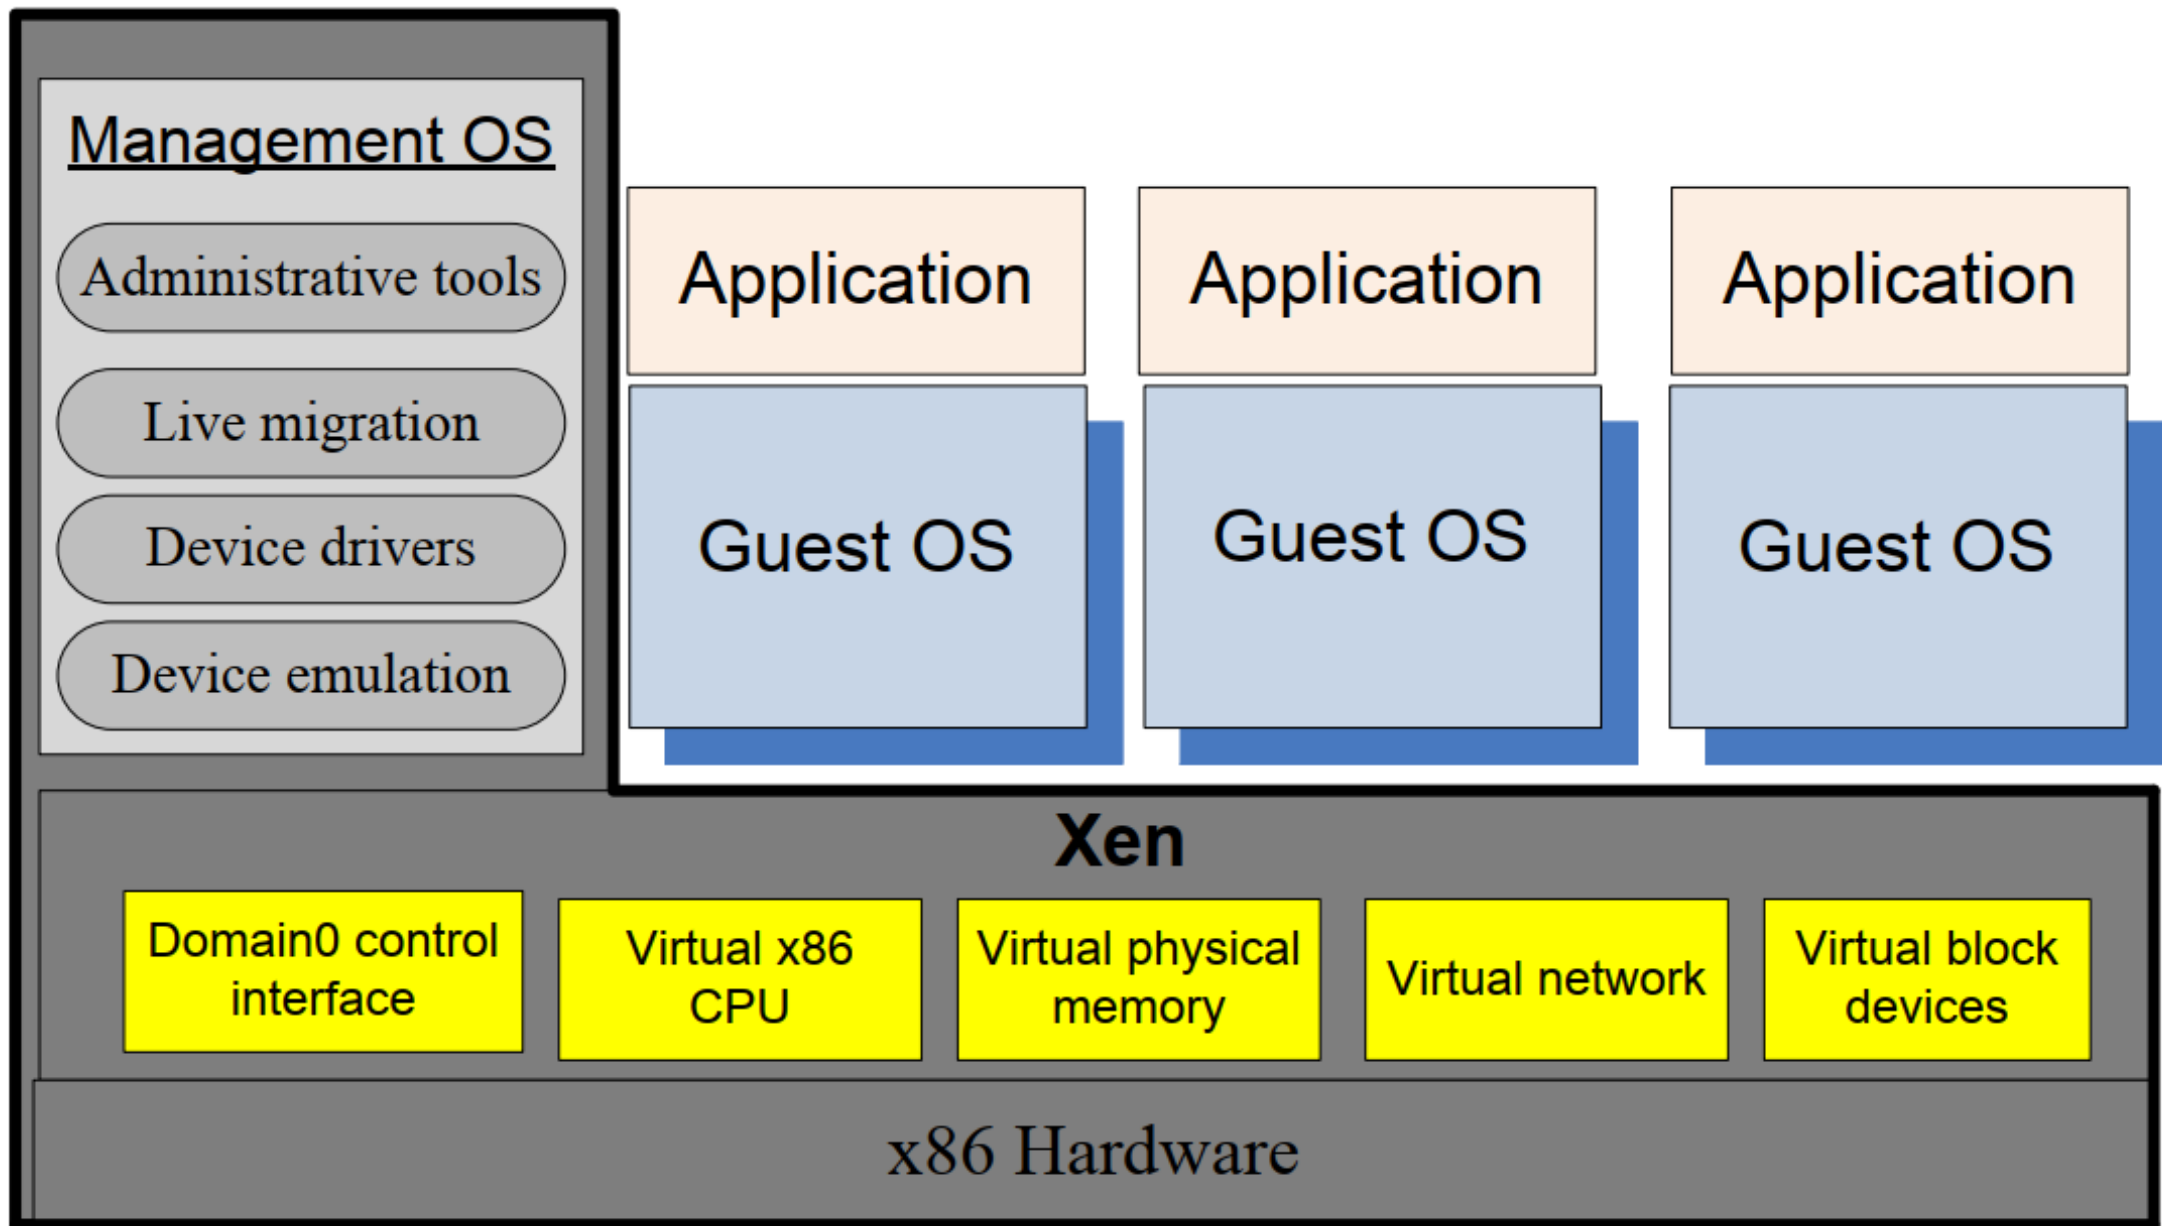 Management OS
Administrative tools
Live migration
Device drivers
Device emulation
Application
Application
Application
Guest OS
Guest OS
Guest OS
Xen
Domain0 control
interface
Virtual x86
CPU
Virtual physical
memory
Virtual network
Virtual block
devices
x86 Hardware